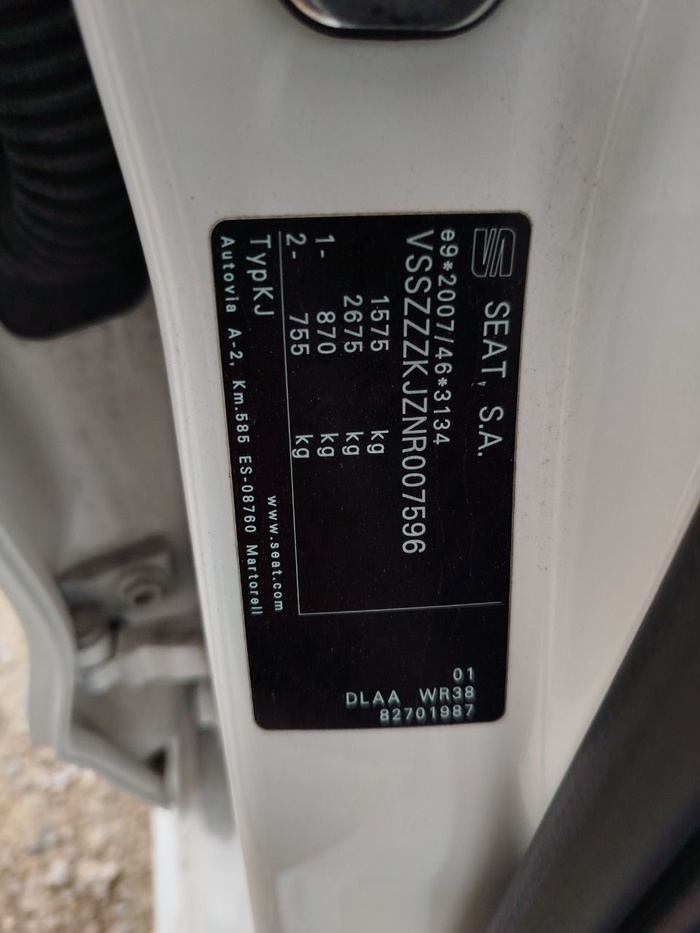 SEAT, S.A.
e9*2007/46*3134
VSSZZZKJZNR007596
1575 kg
2675 kg
1- 870 kg
2- 755 kg
TypKJ www.seat.com
Autovia A-2, Km.585 ES-08760 Martorell
01
DLAA WR38
82701987